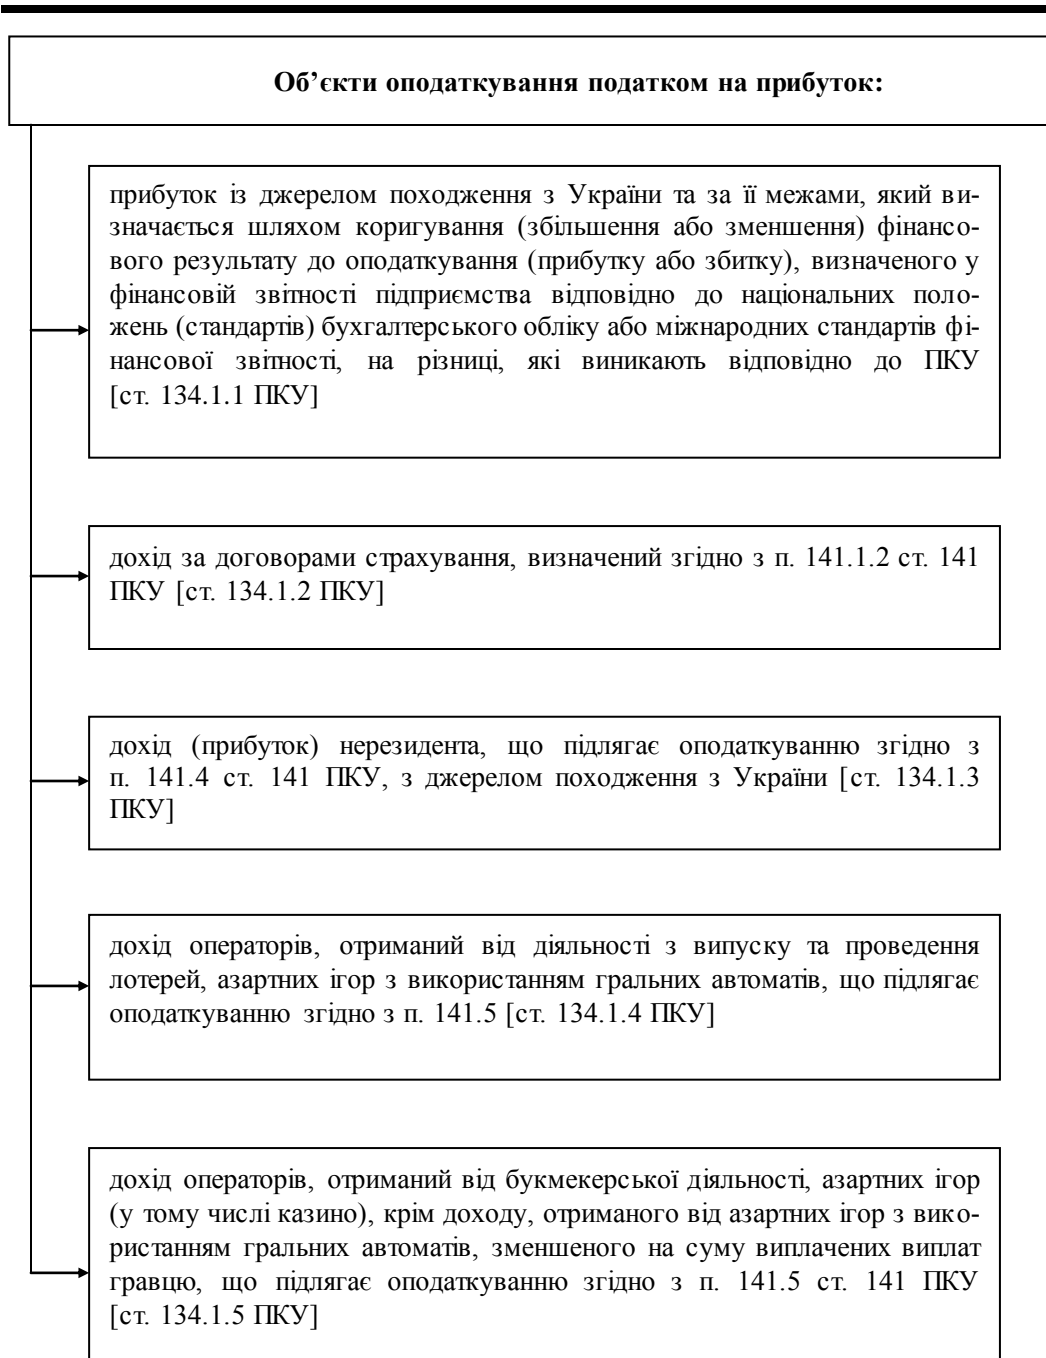 Об’єкти оподаткування податком на прибуток:
прибуток із джерелом походження з України та за її межами, який ви-
значається шляхом коригування (збільшення або зменшення) фінансо-
вого результату до оподаткування (прибутку або збитку), визначеного у
фінансовій звітності підприємства відповідно до національних поло-
жень (стандартів) бухгалтерського обліку або міжнародних стандартів фі-
нансової звітності, на різниці, які виникають відповідно до ПКУ
[ст. 134.1.1 ПКУ]
дохід за договорами страхування, визначений згідно з п. 141.1.2 ст. 141
ПКУ [ст. 134.1.2 ПКУ]
дохід (прибуток) нерезидента, що підлягає оподаткуванню згідно з
п. 141.4 ст. 141 ПКУ, з джерелом походження з України [ст. 134.1.3
ПКУ]
дохід операторів, отриманий від діяльності з випуску та проведення
лотерей, азартних ігор з використанням гральних автоматів, що підлягає
оподаткуванню згідно з п. 141.5 [ст. 134.1.4 ПКУ]
дохід операторів, отриманий від букмекерської діяльності, азартних ігор
(у тому числі казино), крім доходу, отриманого від азартних ігор з вико-
ристанням гральних автоматів, зменшеного на суму виплачених виплат
гравцю, що підлягає оподаткуванню згідно з п. 141.5 ст. 141 ПКУ
[ст. 134.1.5 ПКУ]